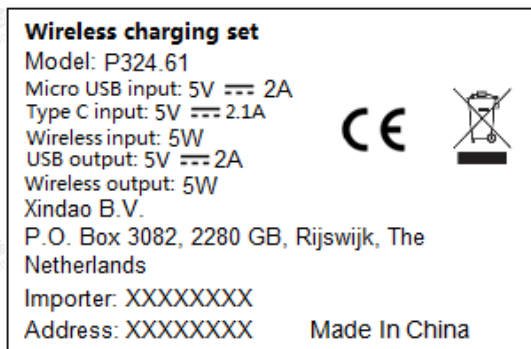 Wireless charging set
Model: P324.61
Micro USB input: 5V ⎓ 2A
Type C input: 5V ⎓ 2.1A
Wireless input: 5W
USB output: 5V ⎓ 2A
Wireless output: 5W
Xindao B.V.
P.O. Box 3082, 2280 GB, Rijswijk, The
Netherlands
Importer: XXXXXXXX
Address: XXXXXXXX Made In China
CE